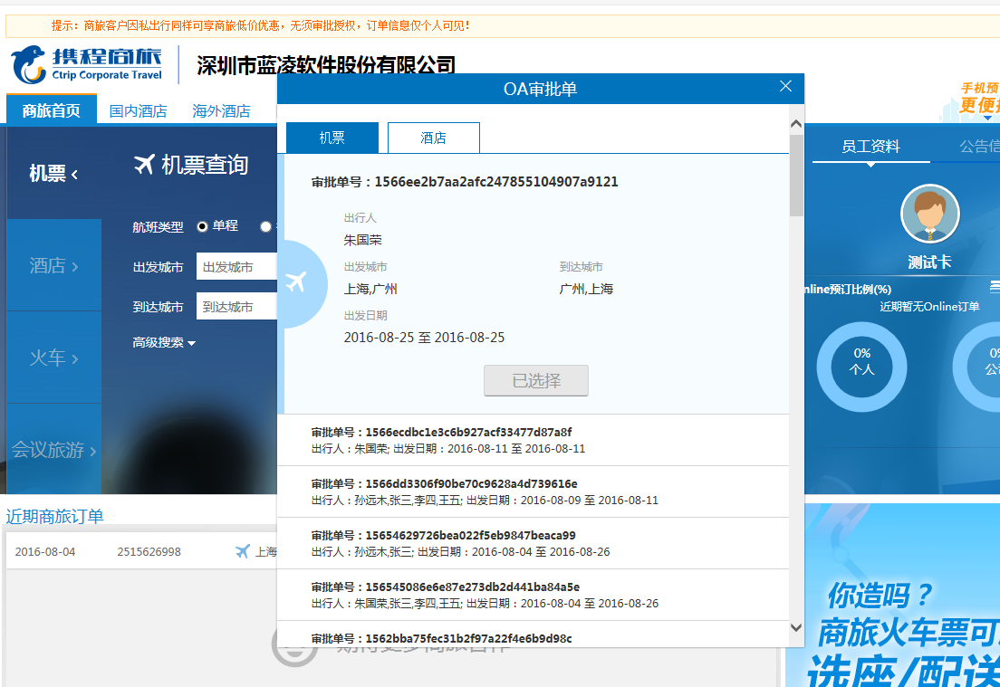 提示：商旅客户因私出行同样可享商旅低价优惠，无须审批授权，订单信息仅个人可见！
携程商旅
Ctrip Corporate Travel
深圳市蓝凌软件股份有限公司
手机预
更便捷
商旅首页
国内酒店
海外酒店
机票
酒店
火车
会议旅游
机票查询
航班类型
单程
出发城市
出发城市
到达城市
到达城市
高级搜索
OA审批单
机票
酒店
审批单号：1566ee2b7aa2afc247855104907a9121
出行人
朱国荣
出发城市
到达城市
上海,广州
广州,上海
出发日期
2016-08-25 至 2016-08-25
已选择
审批单号：1566ecdbc1e3c6b927acf33477d87a8f
出行人：朱国荣; 出发日期：2016-08-11 至 2016-08-11
审批单号：1566dd3306f90be70c9628a4d739616e
出行人：孙远木,张三,李四,王五; 出发日期：2016-08-09 至 2016-08-11
审批单号：15654629726bea022f5eb9847beaca99
出行人：孙远木,张三; 出发日期：2016-08-04 至 2016-08-26
审批单号：156545086e6e87e273db2d441ba84a5e
出行人：朱国荣,张三,李四,王五; 出发日期：2016-08-04 至 2016-08-26
审批单号：1562bba75fec31b2f97a22f4e6b9d98c
员工资料
公告信
测试卡
nline预订比例(%)
近期暂无Online订单
0%
个人
0%
公
近期商旅订单
2016-08-04
2515626998
上海
期待更多商旅合作
你造吗？
商旅火车票可
选座/配送